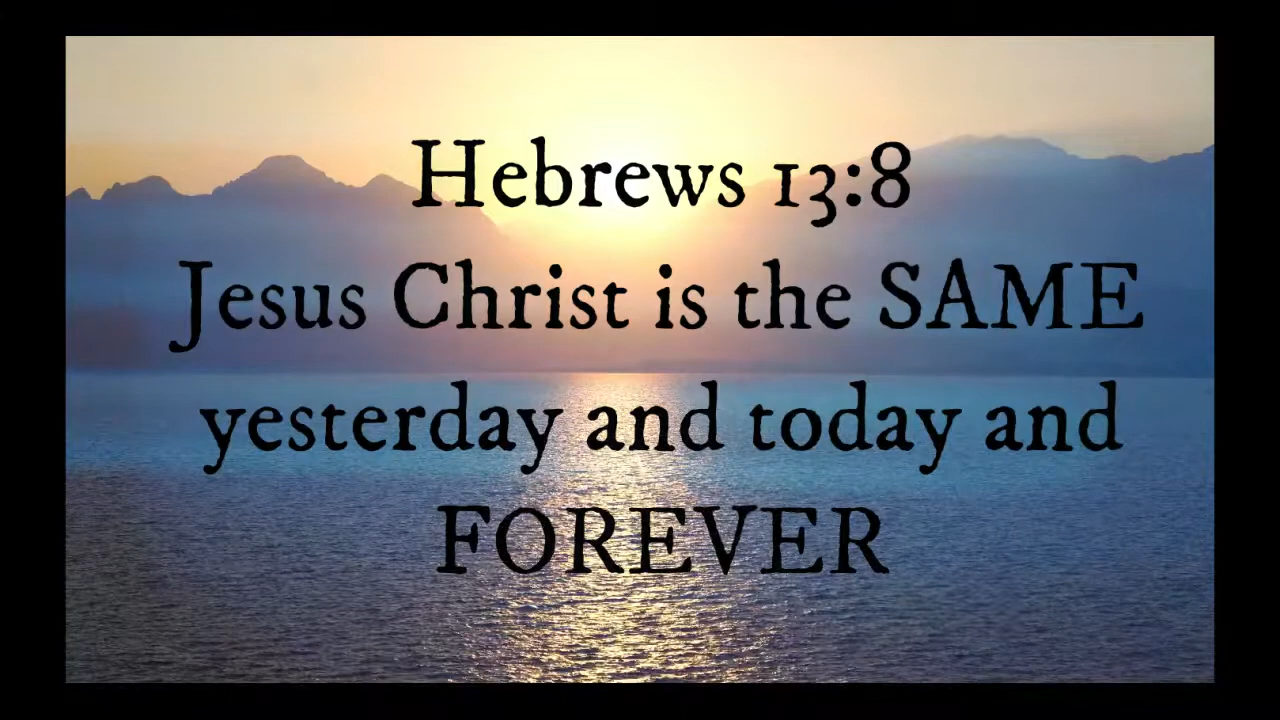 Hebrews 13:8
Jesus Christ is the SAME
yesterday and today and
FOREVER